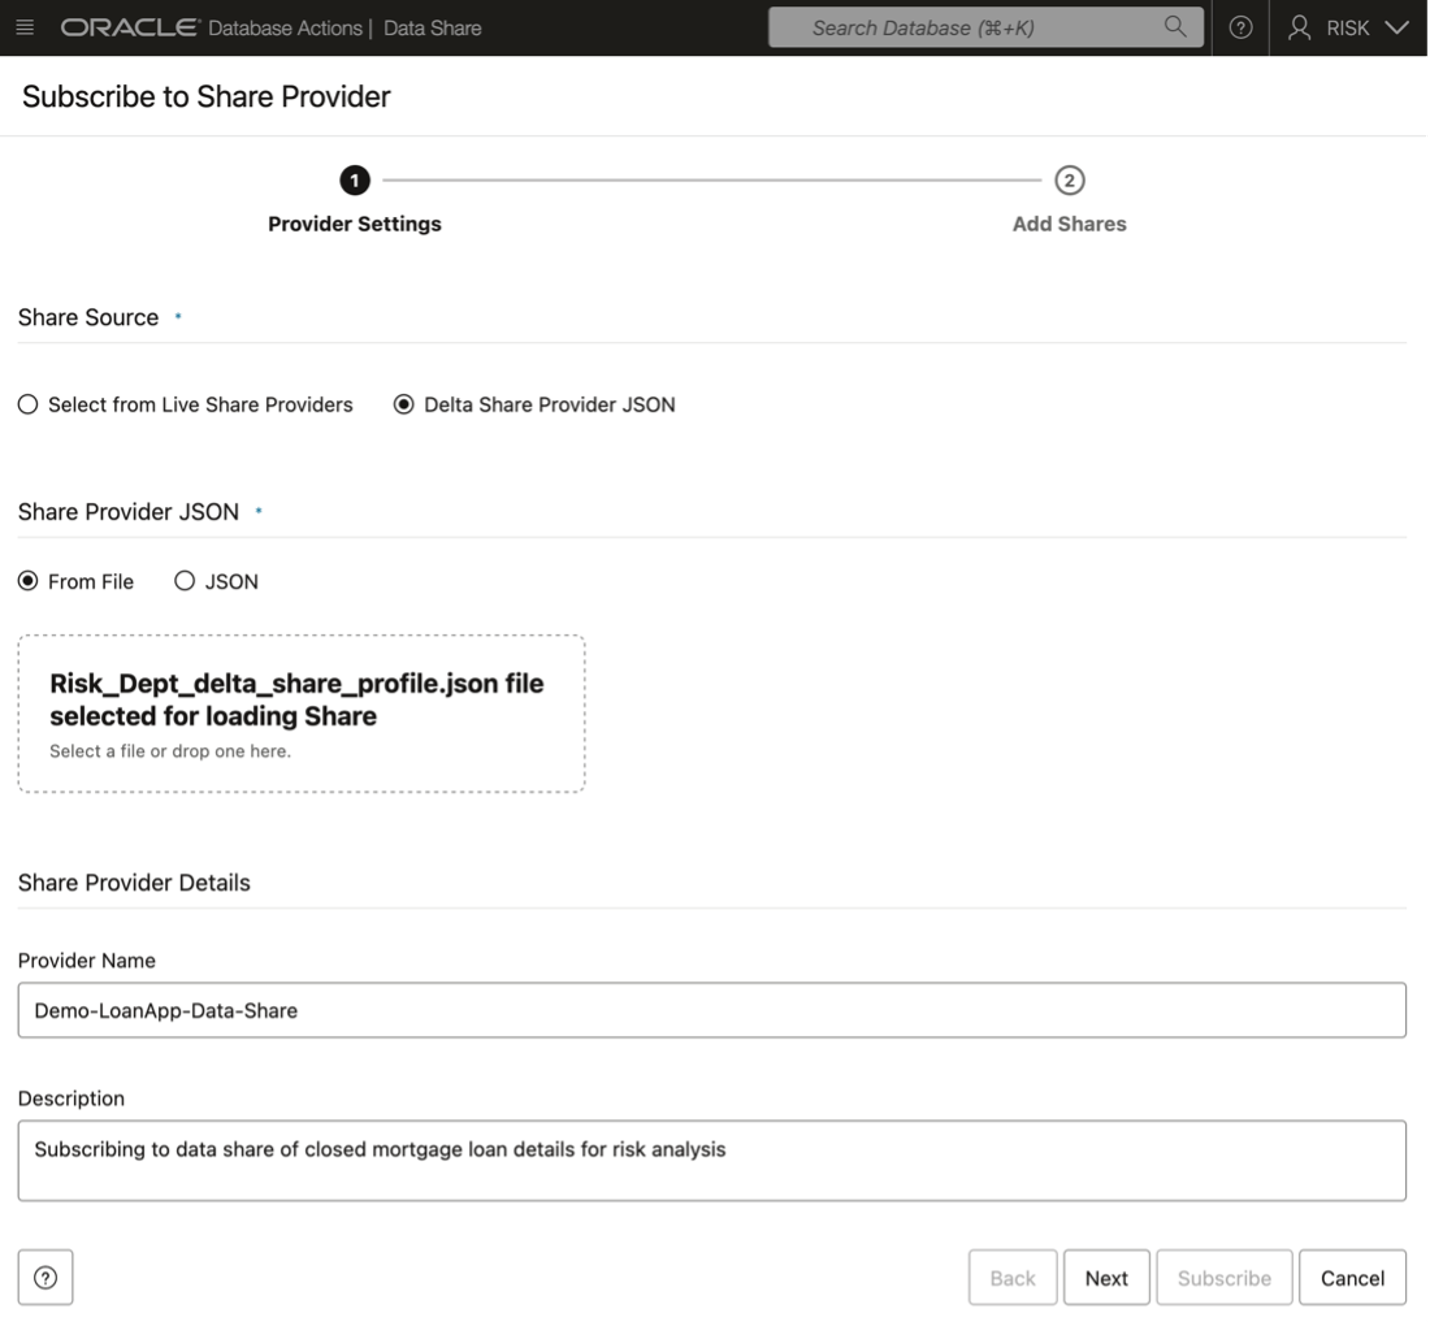 ORACLE Database Actions | Data Share Search Database (⌘+K) RISK
Subscribe to Share Provider
1 2
Provider Settings Add Shares
Share Source *
Select from Live Share Providers Delta Share Provider JSON
Share Provider JSON *
From File JSON
Risk_Dept_delta_share_profile.json file
selected for loading Share
Select a file or drop one here.
Share Provider Details
Provider Name
Demo-LoanApp-Data-Share
Description
Subscribing to data share of closed mortgage loan details for risk analysis
Back Next Subscribe Cancel